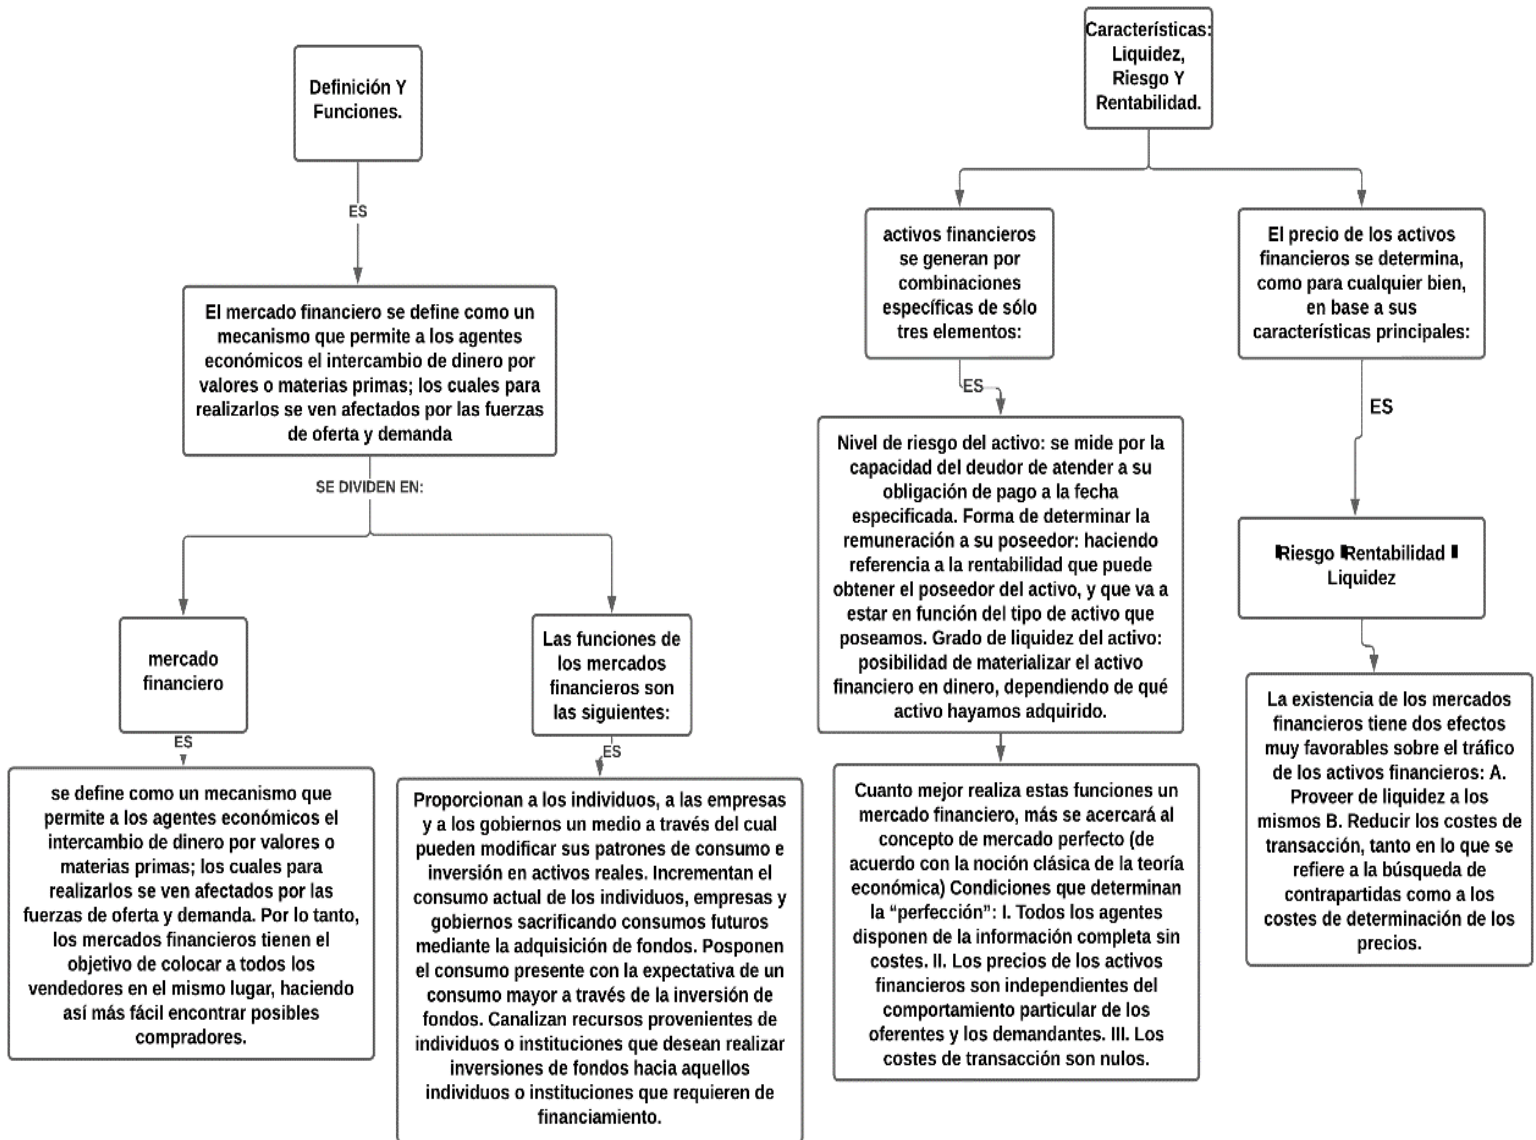 Definición Y
Funciones.
ES
El mercado financiero se define como un
mecanismo que permite a los agentes
económicos el intercambio de dinero por
valores o materias primas; los cuales para
realizarlos se ven afectados por las fuerzas
de oferta y demanda
SE DIVIDEN EN:
mercado
financiero
ES
se define como un mecanismo que
permite a los agentes económicos el
intercambio de dinero por valores o
materias primas; los cuales para
realizarlos se ven afectados por las
fuerzas de oferta y demanda. Por lo tanto,
los mercados financieros tienen el
objetivo de colocar a todos los
vendedores en el mismo lugar, haciendo
así más fácil encontrar posibles
compradores.
Las funciones de
los mercados
financieros son
las siguientes:
ES
Proporcionan a los individuos, a las empresas
y a los gobiernos un medio a través del cual
pueden modificar sus patrones de consumo e
inversión en activos reales. Incrementan el
consumo actual de los individuos, empresas y
gobiernos sacrificando consumos futuros
mediante la adquisición de fondos. Posponen
el consumo presente con la expectativa de un
consumo mayor a través de la inversión de
fondos. Canalizan recursos provenientes de
individuos o instituciones que desean realizar
inversiones de fondos hacia aquellos
individuos o instituciones que requieren de
financiamiento.
Características:
Liquidez,
Riesgo Y
Rentabilidad.
activos financieros
se generan por
combinaciones
específicas de sólo
tres elementos:
ES
Nivel de riesgo del activo: se mide por la
capacidad del deudor de atender a su
obligación de pago a la fecha
especificada. Forma de determinar la
remuneración a su poseedor: haciendo
referencia a la rentabilidad que puede
obtener el poseedor del activo, y que va a
estar en función del tipo de activo que
poseamos. Grado de liquidez del activo:
posibilidad de materializar el activo
financiero en dinero, dependiendo de qué
activo hayamos adquirido.
Cuanto mejor realiza estas funciones un
mercado financiero, más se acercará al
concepto de mercado perfecto (de
acuerdo con la noción clásica de la teoría
económica) Condiciones que determinan
la “perfección”: I. Todos los agentes
disponen de la información completa sin
costes. II. Los precios de los activos
financieros son independientes del
comportamiento particular de los
oferentes y los demandantes. III. Los
costes de transacción son nulos.
El precio de los activos
financieros se determina,
como para cualquier bien,
en base a sus
características principales:
ES
Riesgo Rentabilidad
Liquidez
La existencia de los mercados
financieros tiene dos efectos
muy favorables sobre el tráfico
de los activos financieros: A.
Proveer de liquidez a los
mismos B. Reducir los costes de
transacción, tanto en lo que se
refiere a la búsqueda de
contrapartidas como a los
costes de determinación de los
precios.